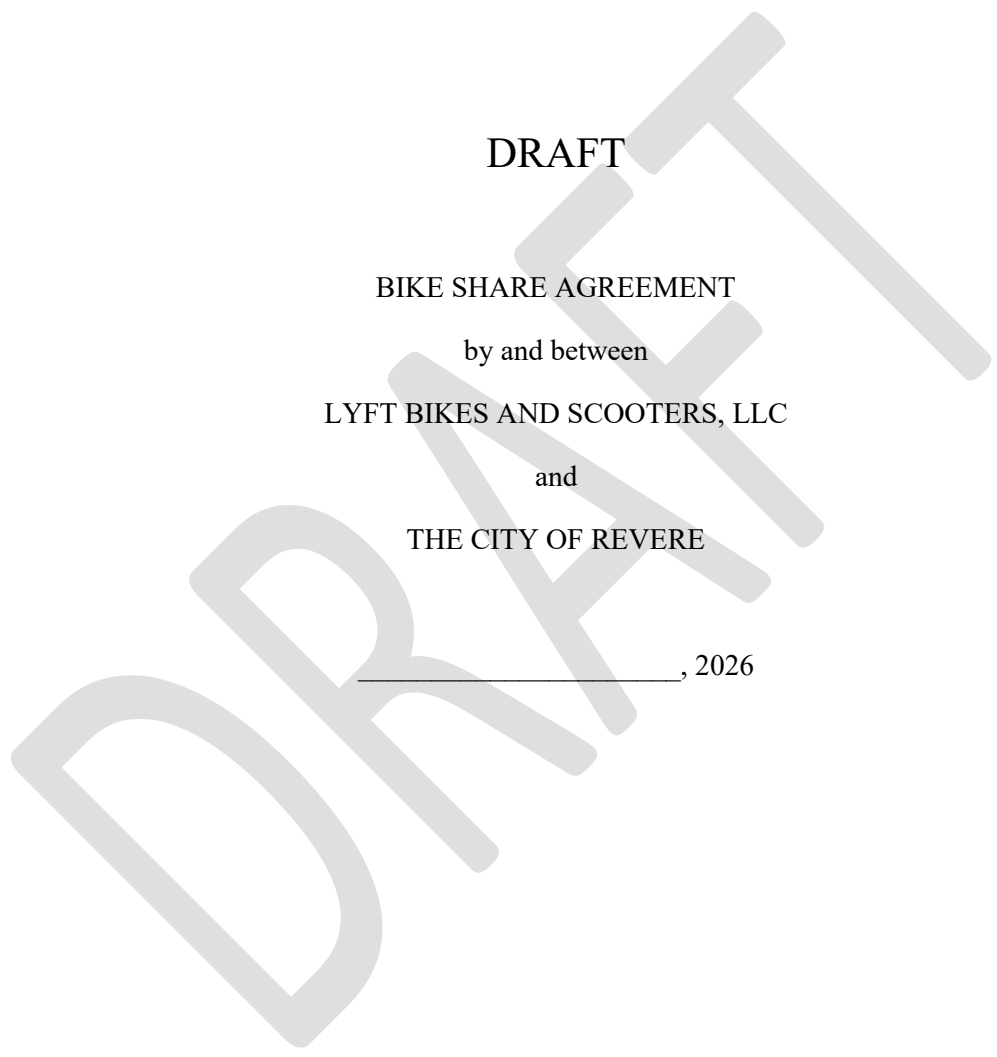 DRAFT
BIKE SHARE AGREEMENT
by and between
LYFT BIKES AND SCOOTERS, LLC
and
THE CITY OF REVERE
______________________, 2026
DRAFT